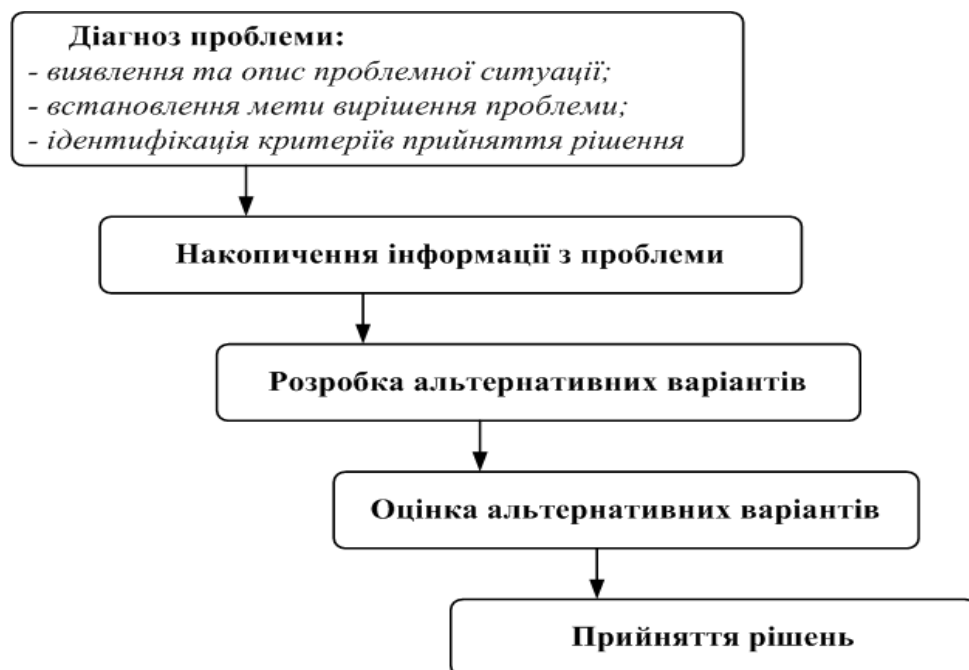 Діагноз проблеми:
- виявлення та опис проблемної ситуації;
- встановлення мети вирішення проблеми;
- ідентифікація критеріїв прийняття рішення
Накопичення інформації з проблеми
Розробка альтернативних варіантів
Оцінка альтернативних варіантів
Прийняття рішень